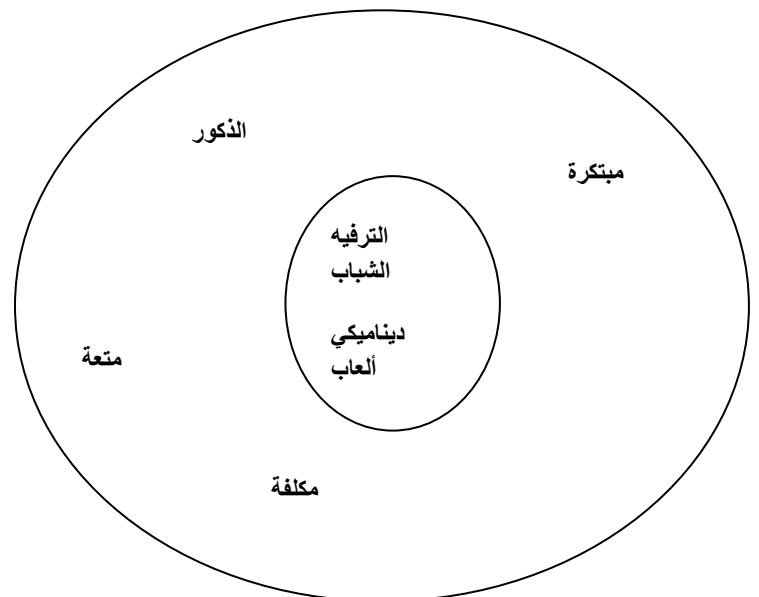 الذكور
مبتكرة
الترفيه
الشباب
ديناميكي
ألعاب
متعة
مكلفة